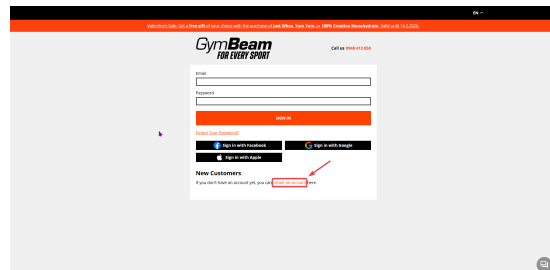 EN
Valentine's Sale: Get a free gift of your choice with the purchase of Just Whey, Yum Yum, or 100% Creatine Monohydrate. Valid until 14.2.2026.
GymBeam
FOR EVERY SPORT
Call us 0940 413 858
Email
Password
SIGN IN
Forgot Your Password?
Sign in with Facebook
Sign in with Google
Sign in with Apple
New Customers
If you don't have an account yet, you can create an account here.